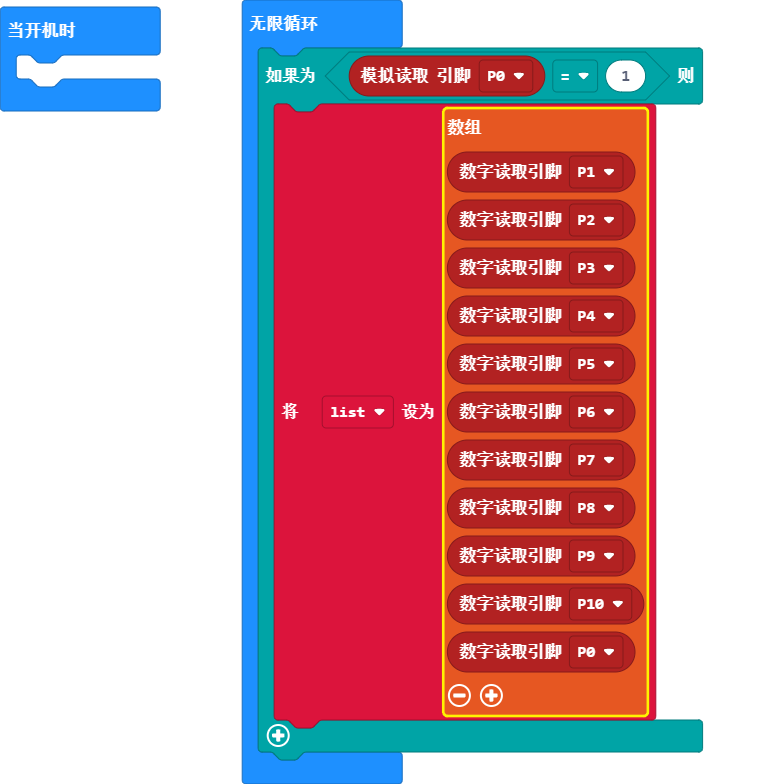 当开机时
无限循环
如果为 模拟读取 引脚 P0 = 1 则
数组
数字读取引脚 P1
数字读取引脚 P2
数字读取引脚 P3
数字读取引脚 P4
数字读取引脚 P5
将 list 设为 数字读取引脚 P6
数字读取引脚 P7
数字读取引脚 P8
数字读取引脚 P9
数字读取引脚 P10
数字读取引脚 P0